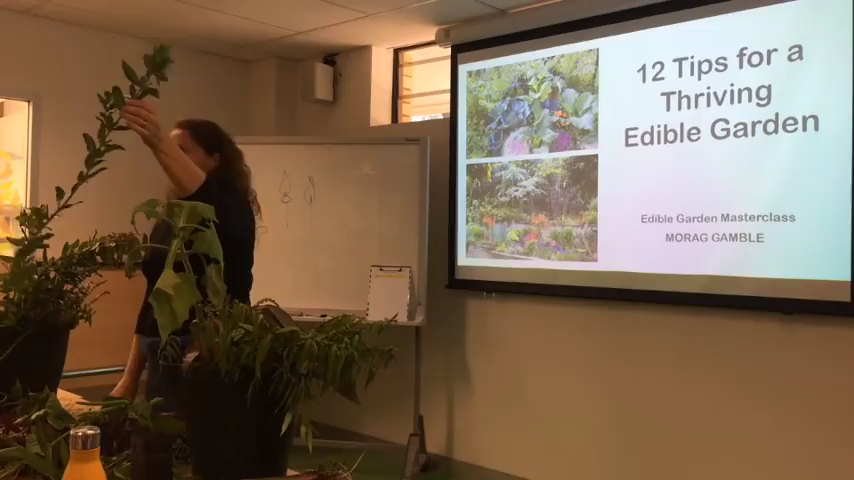 12 Tips for a
Thriving
Edible Garden
Edible Garden Masterclass
MORAG GAMBLE